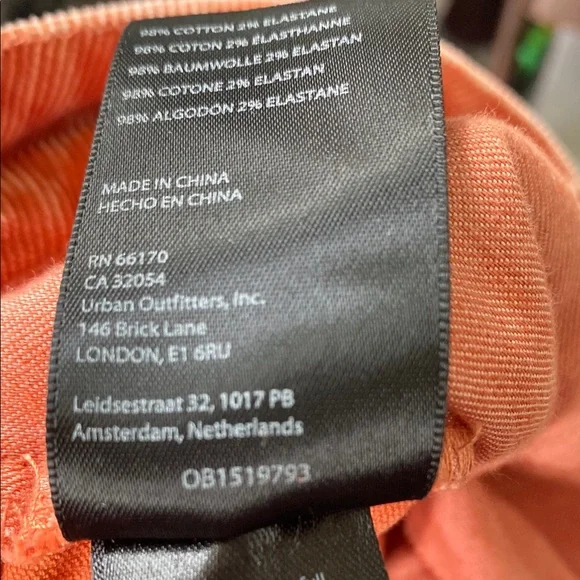 98% COTTON 2% ELASTANE
98% COTON 2% ELASTHANNE
98% BAUMWOLLE 2% ELASTAN
98% COTONE 2% ELASTAN
98% ALGODON 2% ELASTANE
MADE IN CHINA
HECHO EN CHINA
RN 66170
CA 32054
Urban Outfitters, Inc.
146 Brick Lane
LONDON, E1 6RU
Leidsestraat 32, 1017 PB
Amsterdam, Netherlands
OB1519793